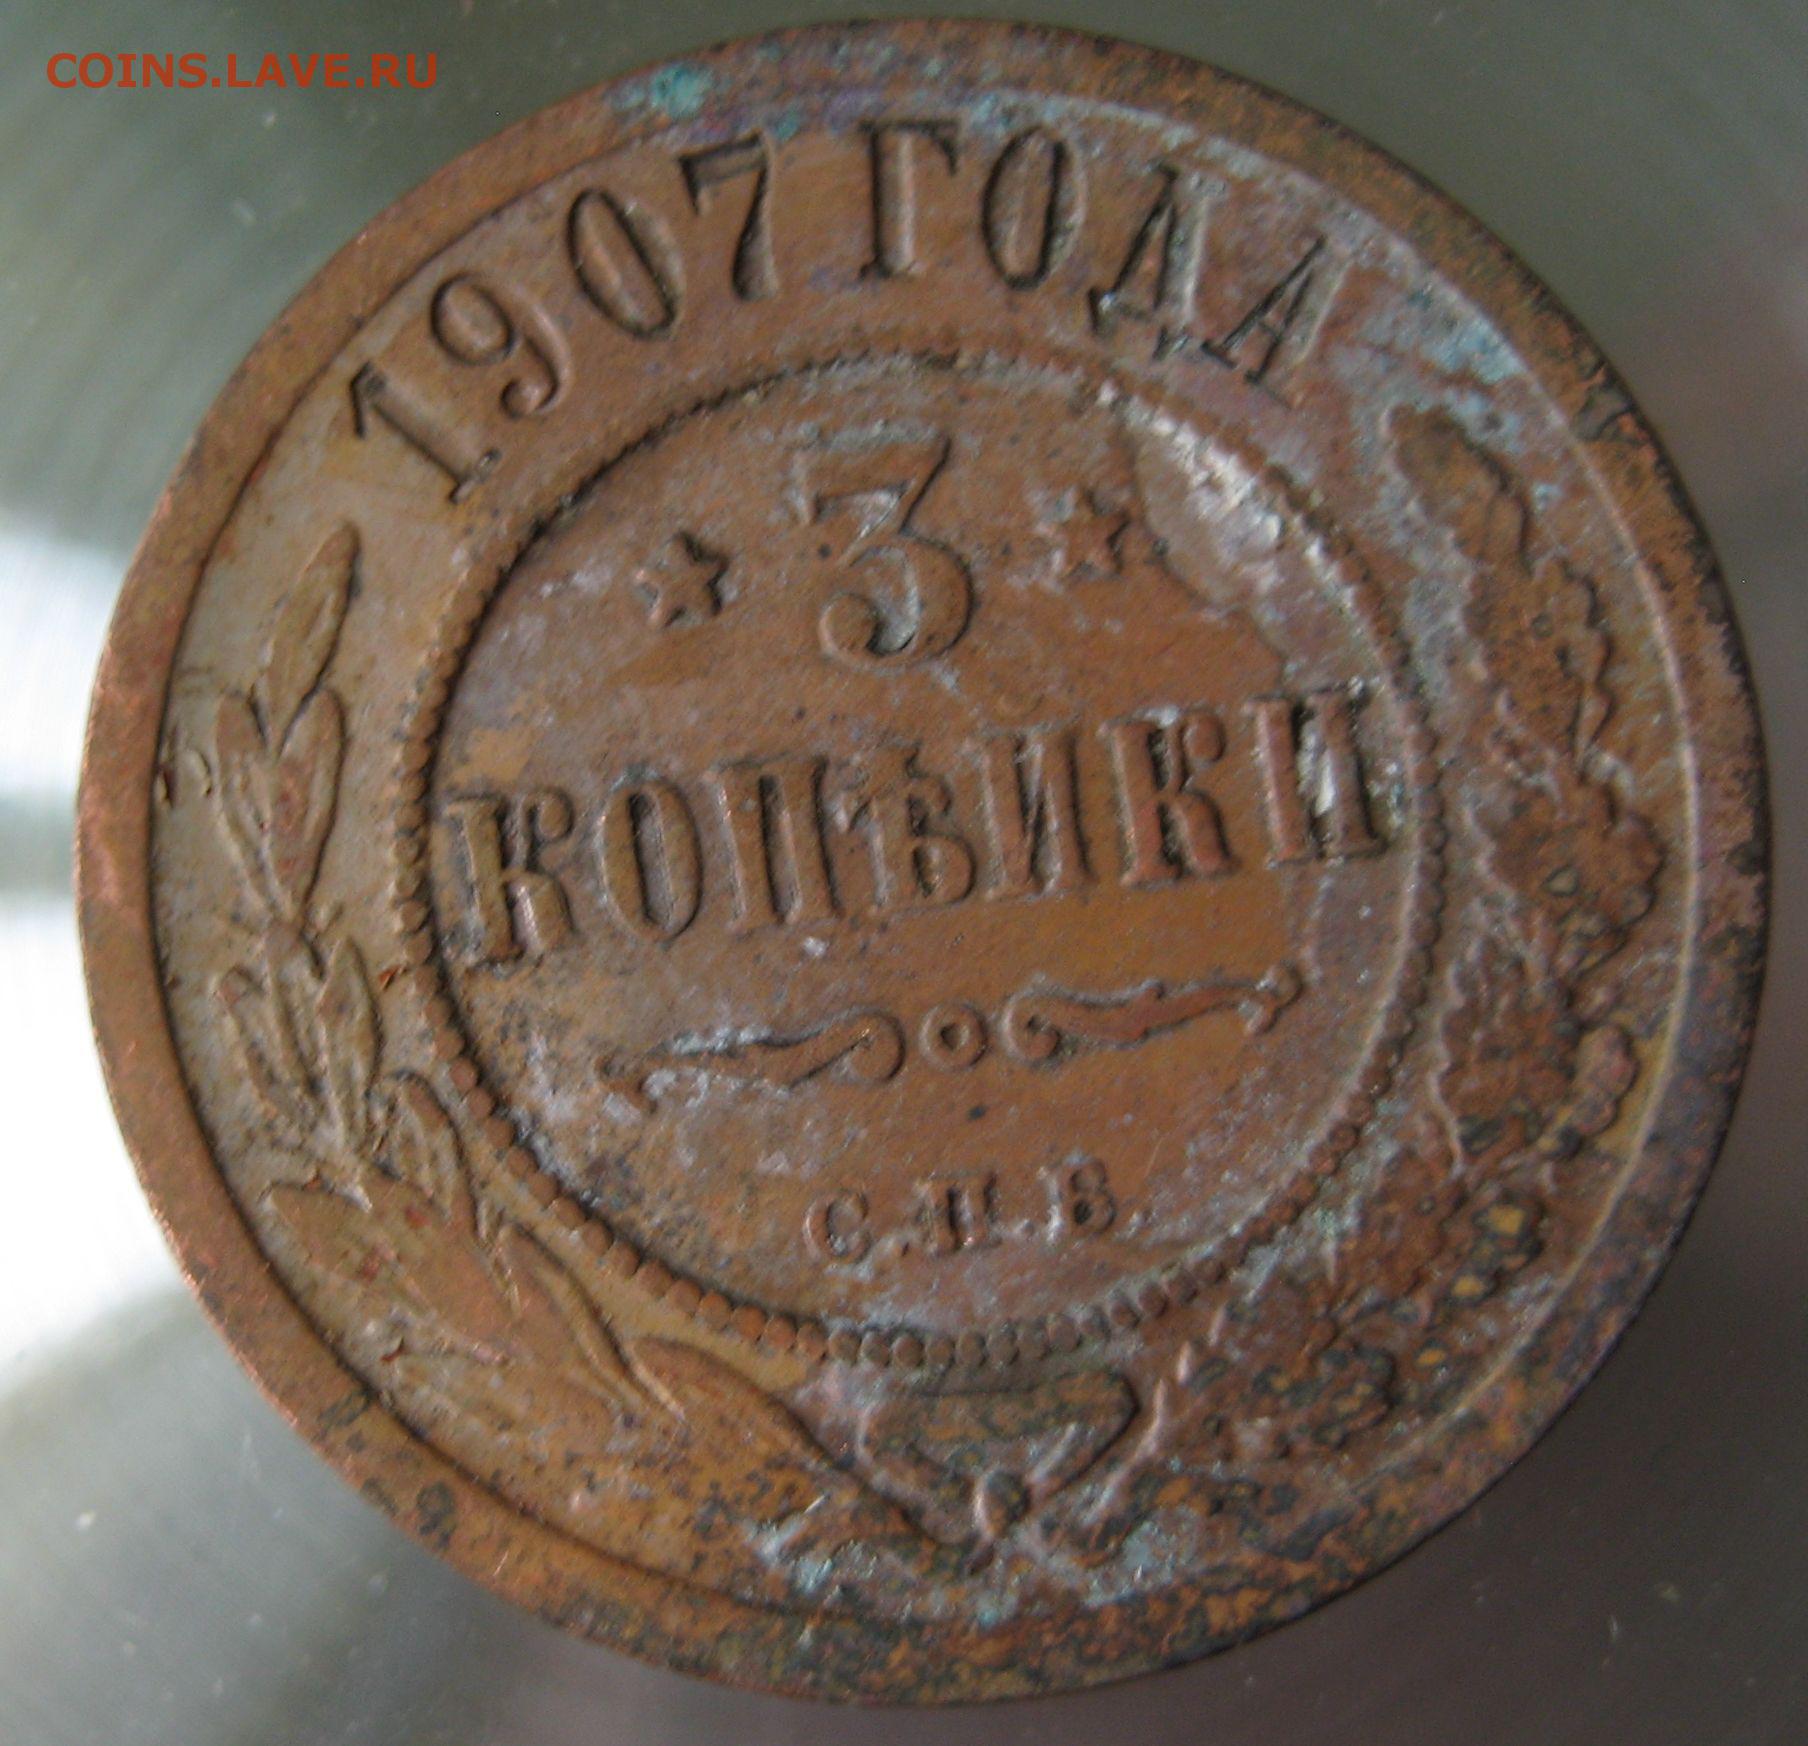 COINS.LAVE.RU
1907 ГОДА
* 3 *
КОПѢЙКИ
С.П.Б.